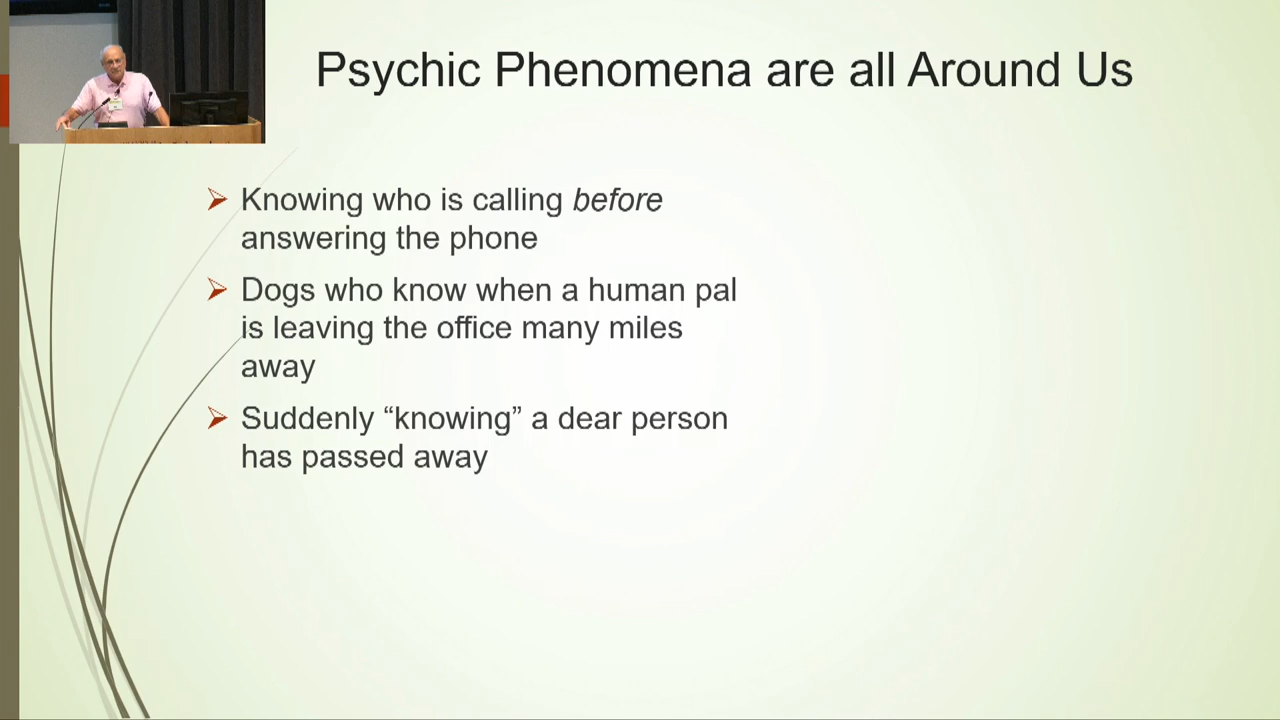 Psychic Phenomena are all Around Us
Knowing who is calling before
answering the phone
Dogs who know when a human pal
is leaving the office many miles
away
Suddenly “knowing” a dear person
has passed away